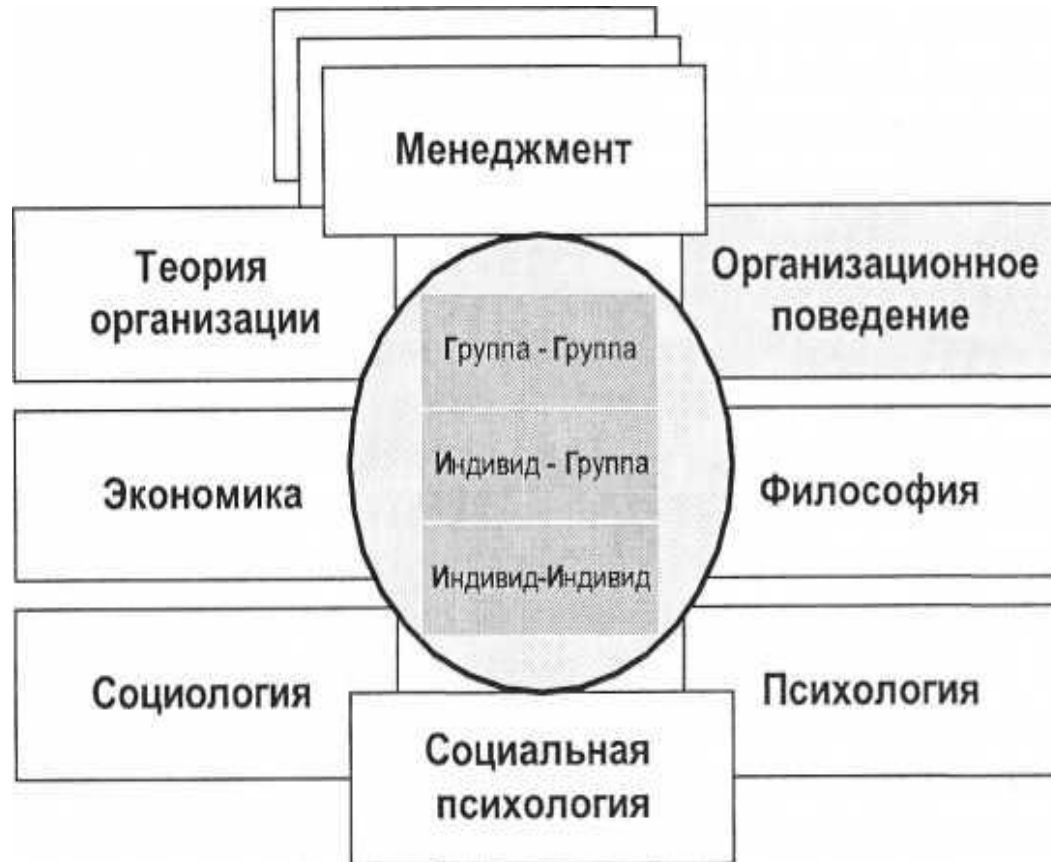 Менеджмент
Теория
организации
Организационное
поведение
Группа - Группа
Экономика
Индивид - Группа
Философия
Индивид-Индивид
Социология
Психология
Социальная
психология